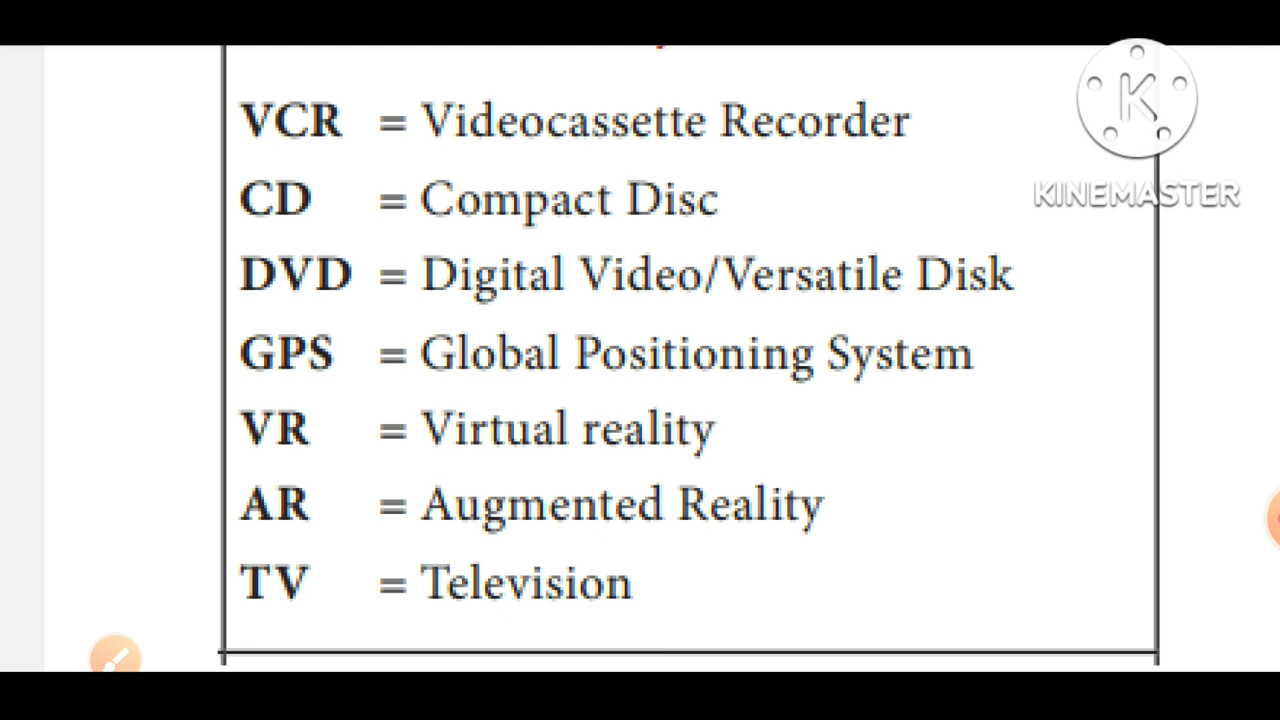 VCR = Videocassette Recorder
KINEMASTER
CD = Compact Disc
DVD = Digital Video/Versatile Disk
GPS = Global Positioning System
VR = Virtual reality
AR = Augmented Reality
TV = Television